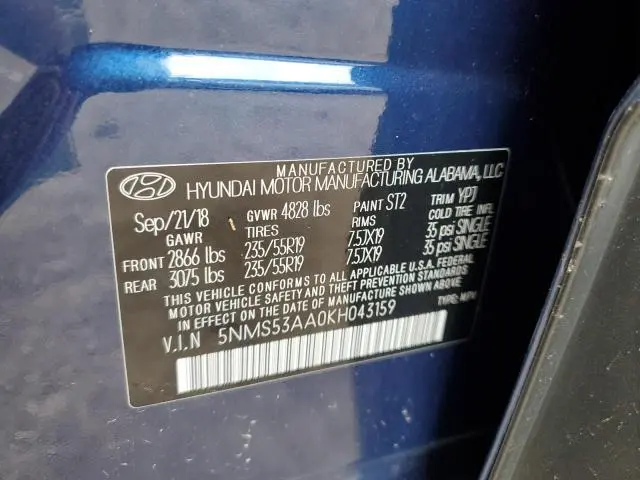 MANUFACTURED BY
HYUNDAI MOTOR MANUFACTURING ALABAMA, LLC
Sep/21/18 GVWR 4828 lbs PAINT ST2 TRIM YPJ
GAWR TIRES RIMS COLD TIRE INFL
FRONT 2866 lbs 235/55R19 7.5JX19 35 psi SINGLE
REAR 3075 lbs 235/55R19 7.5JX19 35 psi SINGLE
THIS VEHICLE CONFORMS TO ALL APPLICABLE U.S.A. FEDERAL
MOTOR VEHICLE SAFETY, BUMPER, AND THEFT PREVENTION STANDARDS
IN EFFECT ON THE DATE OF MANUFACTURE SHOWN ABOVE
V.I.N 5NMS53AA0KH043159 TYPE: MPV